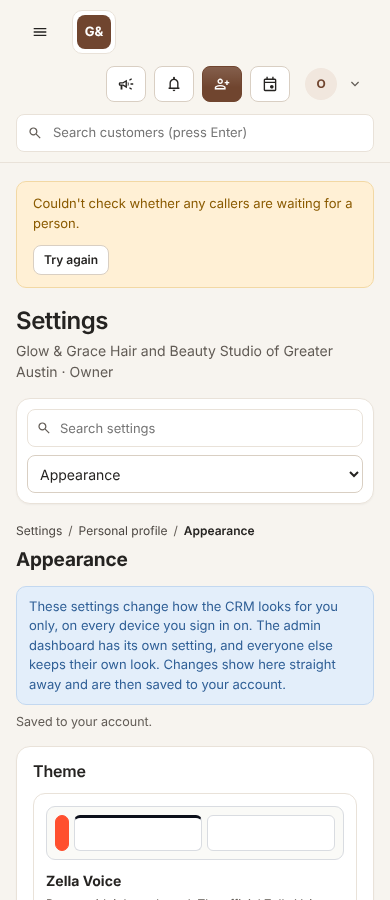 G&
O
Search customers (press Enter)
Couldn't check whether any callers are waiting for a
person.
Try again
Settings
Glow & Grace Hair and Beauty Studio of Greater
Austin · Owner
Search settings
Appearance
Settings / Personal profile / Appearance
Appearance
These settings change how the CRM looks for you
only, on every device you sign in on. The admin
dashboard has its own setting, and everyone else
keeps their own look. Changes show here straight
away and are then saved to your account.
Saved to your account.
Theme
Zella Voice